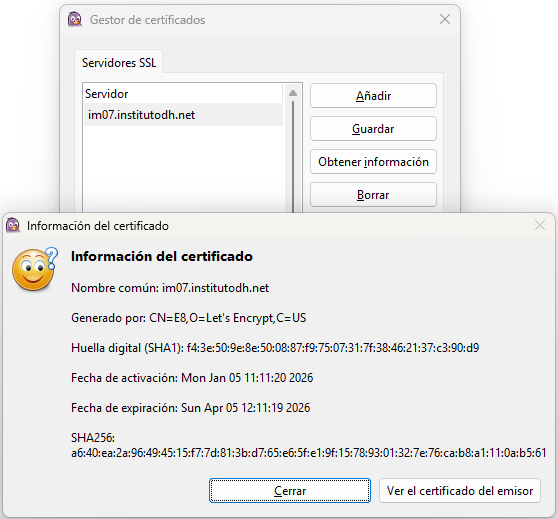 Gestor de certificados
Servidores SSL
Servidor
im07.institutodh.net
Añadir
Guardar
Obtener información
Borrar
Información del certificado
Información del certificado
Nombre común: im07.institutodh.net
Generado por: CN=E8,O=Let's Encrypt,C=US
Huella digital (SHA1): f4:3e:50:9e:8e:50:08:87:f9:75:07:31:7f:38:46:21:37:c3:90:d9
Fecha de activación: Mon Jan 05 11:11:20 2026
Fecha de expiración: Sun Apr 05 12:11:19 2026
SHA256:
a6:40:ea:2a:96:49:45:15:f7:7d:81:3b:d7:65:e6:5f:e1:9f:15:78:93:01:32:7e:76:ca:b8:a1:11:0a:b5:61
Cerrar
Ver el certificado del emisor